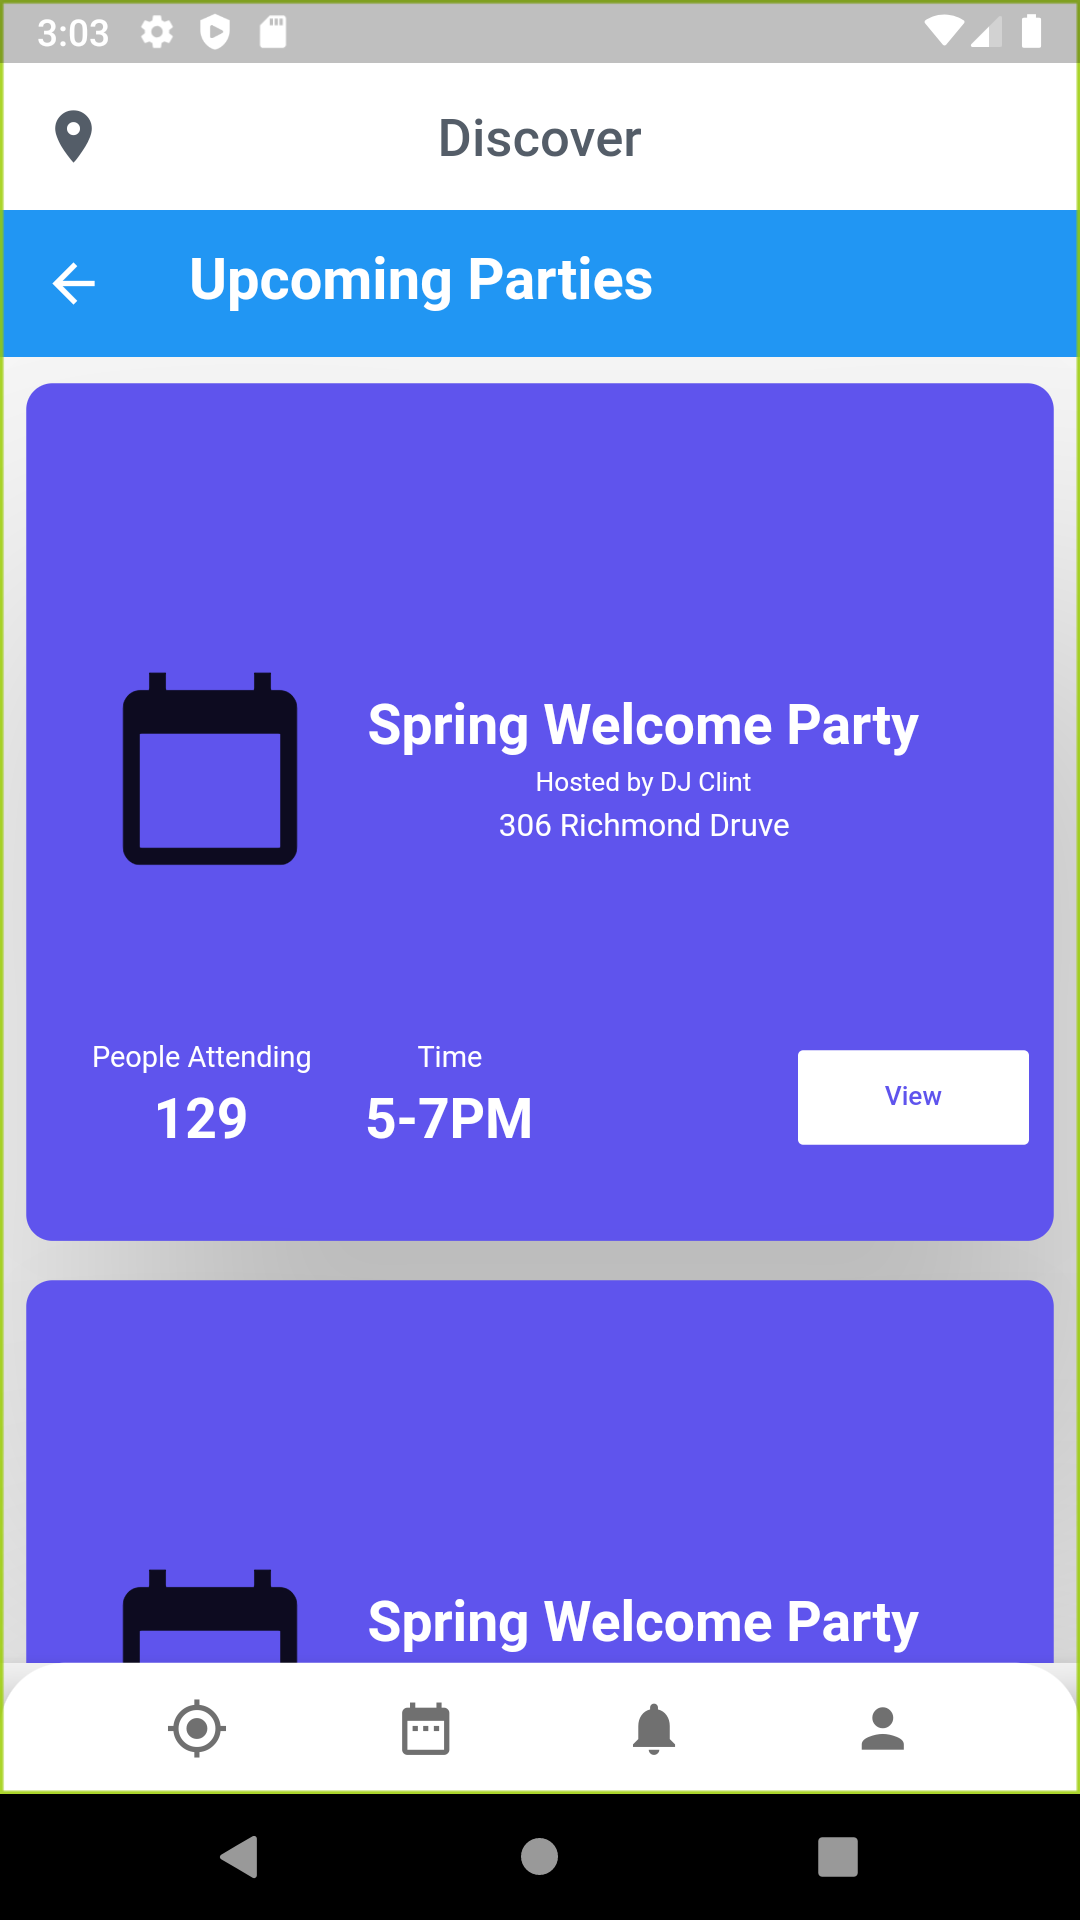 3:03
Discover
Upcoming Parties
Spring Welcome Party
Hosted by DJ Clint
306 Richmond Druve
People Attending
129
Time
5-7PM
View
Spring Welcome Party